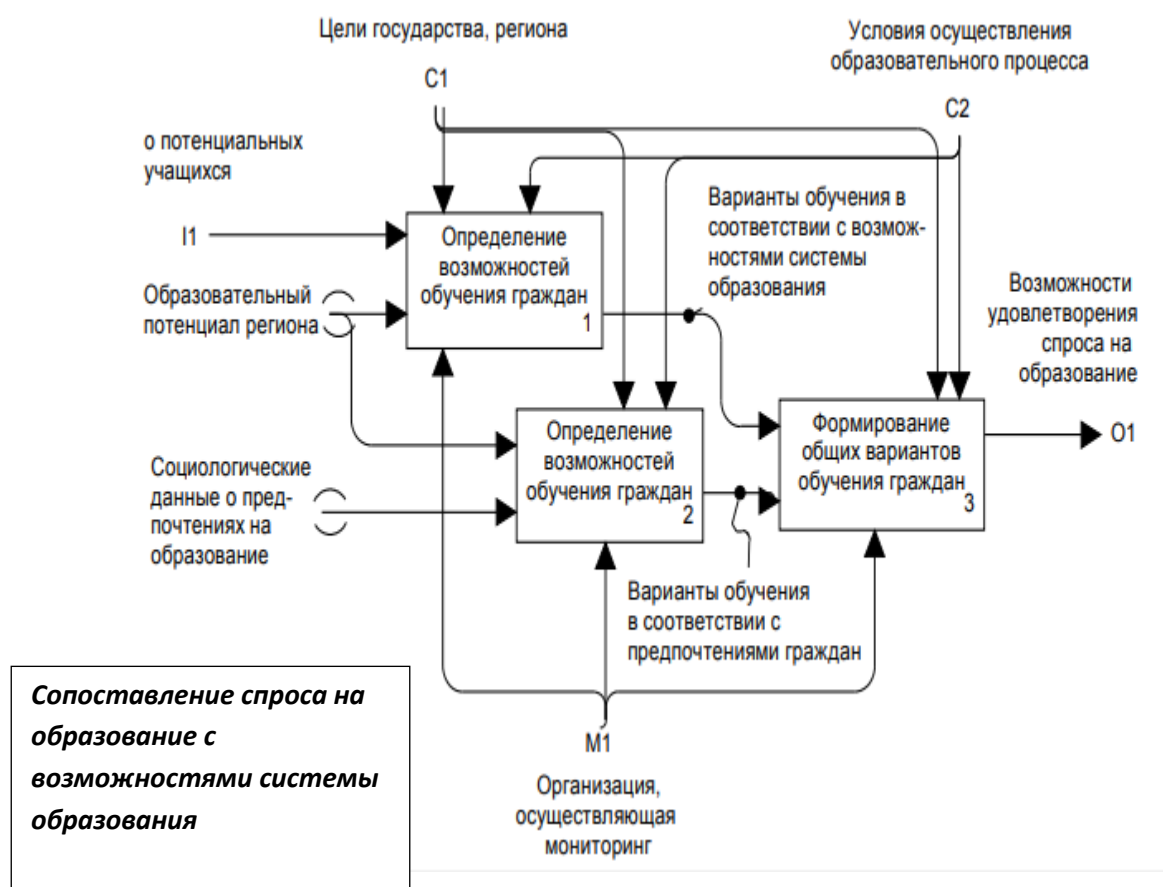 Цели государства, региона
C1
Условия осуществления
образовательного процесса
C2
о потенциальных
учащихся
I1
Определение
возможностей
обучения граждан
1
Варианты обучения в
соответствии с возмож-
ностями системы
образования
Образовательный
потенциал региона
Возможности
удовлетворения
спроса на
образование
O1
Определение
возможностей
обучения граждан
2
Формирование
общих вариантов
обучения граждан
3
Социологические
данные о пред-
почтениях на
образование
Варианты обучения
в соответствии с
предпочтениями граждан
M1
Организация,
осуществляющая
мониторинг
Сопоставление спроса на
образование с
возможностями системы
образования